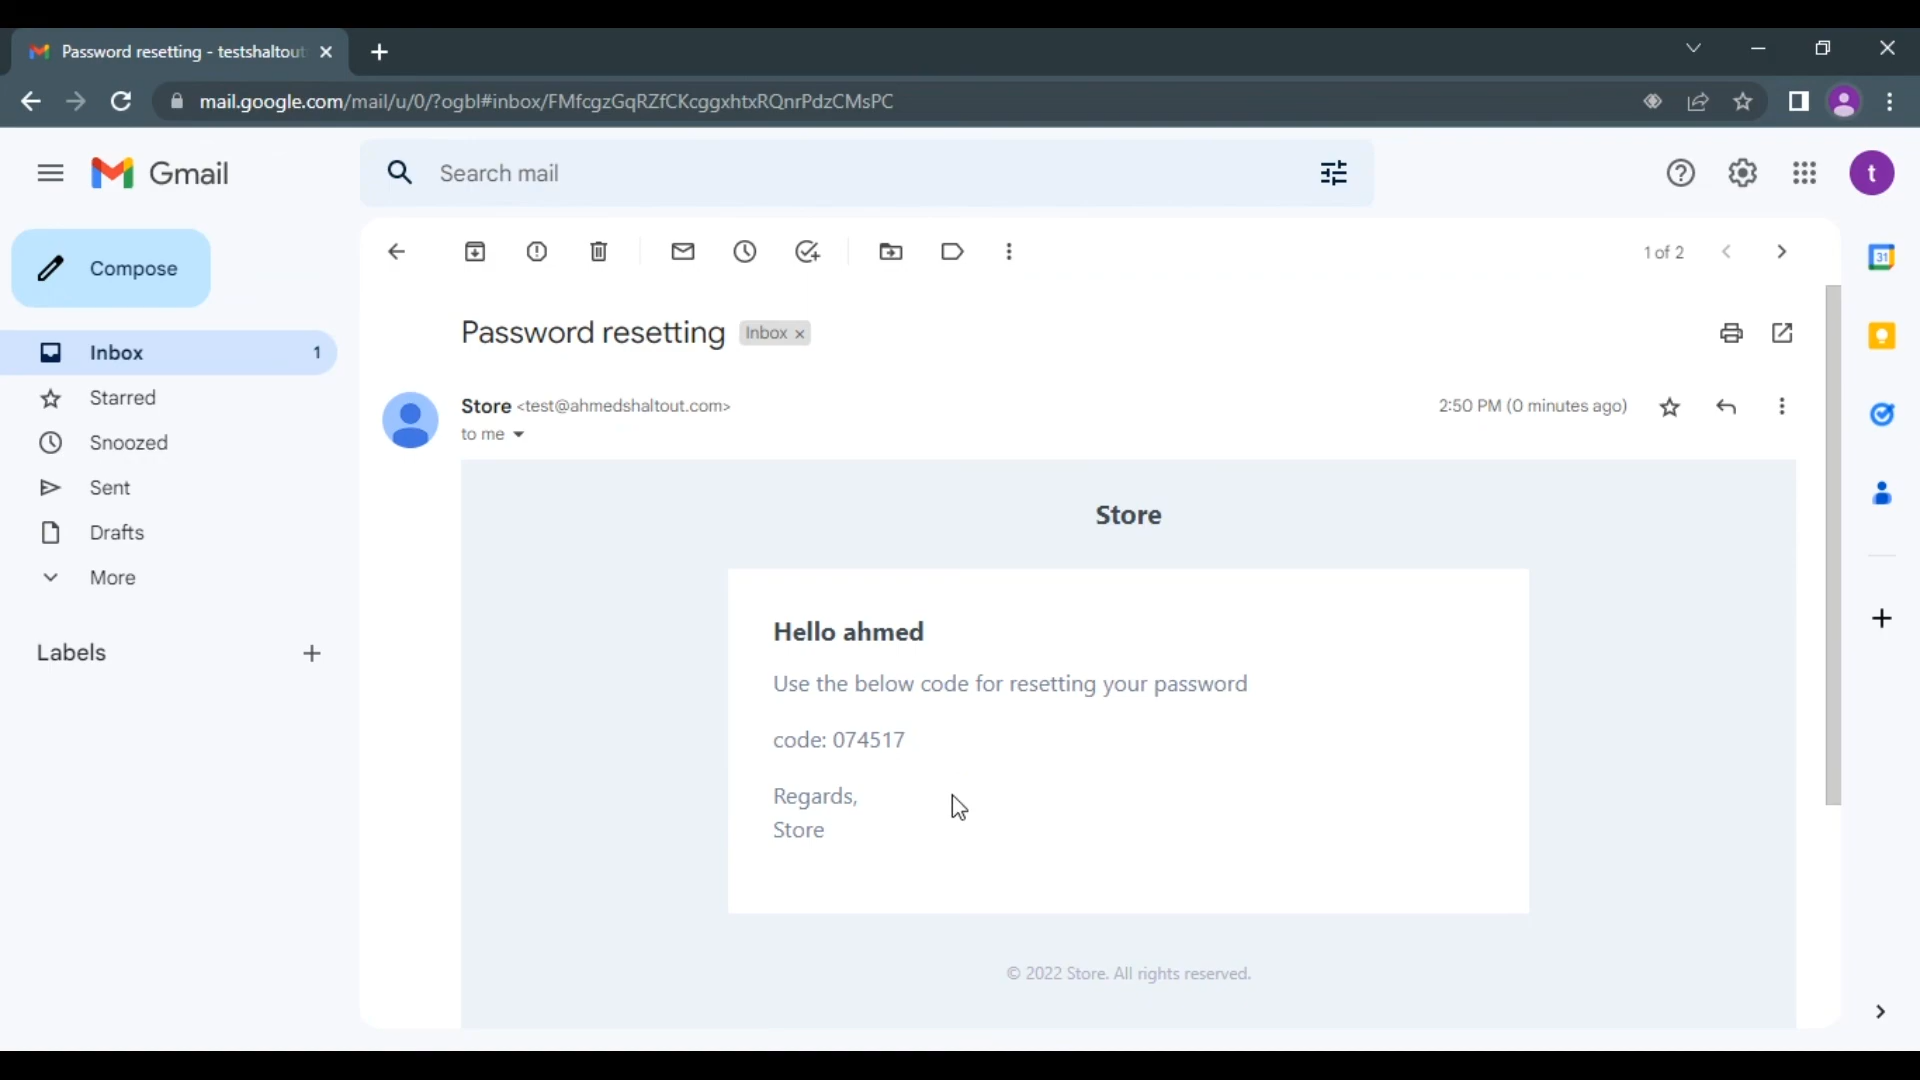 Password resetting - testshaltout
mail.google.com/mail/u/0/?ogbl#inbox/FMfcgzGqRZfCKcggxhtxRQnrPdzCMsPC
Gmail
Search mail
t
Compose
1 of 2
31
Inbox 1
Starred
Snoozed
Sent
Drafts
More
Labels
Password resetting Inbox ×
Store <test@ahmedshaltout.com> 2:50 PM (0 minutes ago)
to me
Store
Hello ahmed
Use the below code for resetting your password
code: 074517
Regards,
Store
© 2022 Store. All rights reserved.